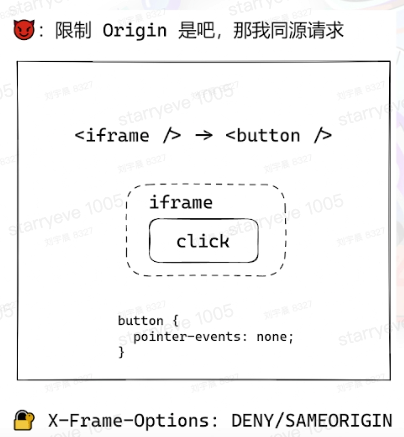 😈: 限制 Origin 是吧，那我同源请求
<iframe /> → <button />
iframe
click
button {
  pointer-events: none;
}
🔐 X-Frame-Options: DENY/SAMEORIGIN
starryeve 1005